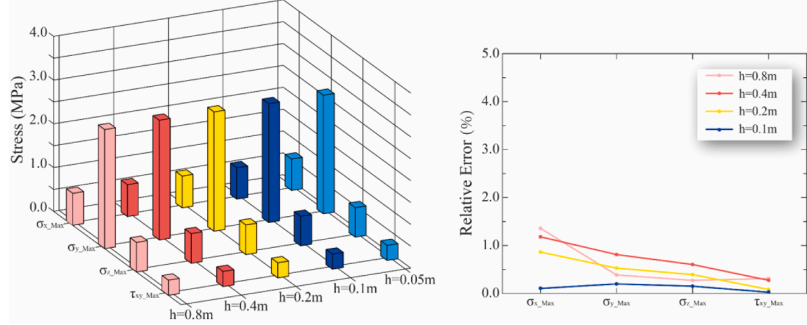 Stress (MPa)
4.0
3.0
2.0
1.0
0.0
σx_Max
σy_Max
σz_Max
τxy_Max
h=0.8m
h=0.4m
h=0.2m
h=0.1m
h=0.05m
Relative Error (%)
5.0
4.0
3.0
2.0
1.0
0.0
h=0.8m
h=0.4m
h=0.2m
h=0.1m
σx_Max
σy_Max
σz_Max
τxy_Max